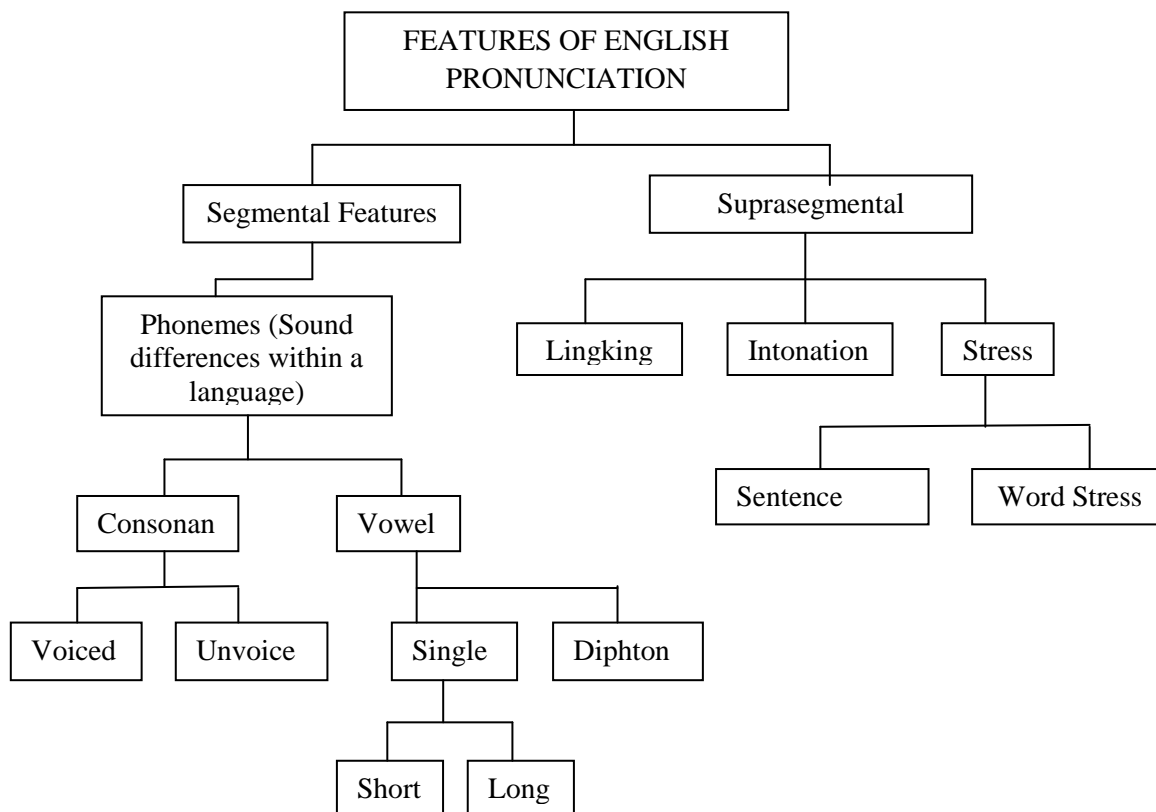 FEATURES OF ENGLISH
PRONUNCIATION
Segmental Features
Suprasegmental
Phonemes (Sound
differences within a
language)
Lingking
Intonation
Stress
Sentence
Word Stress
Consonan
Vowel
Voiced
Unvoice
Single
Diphton
Short
Long